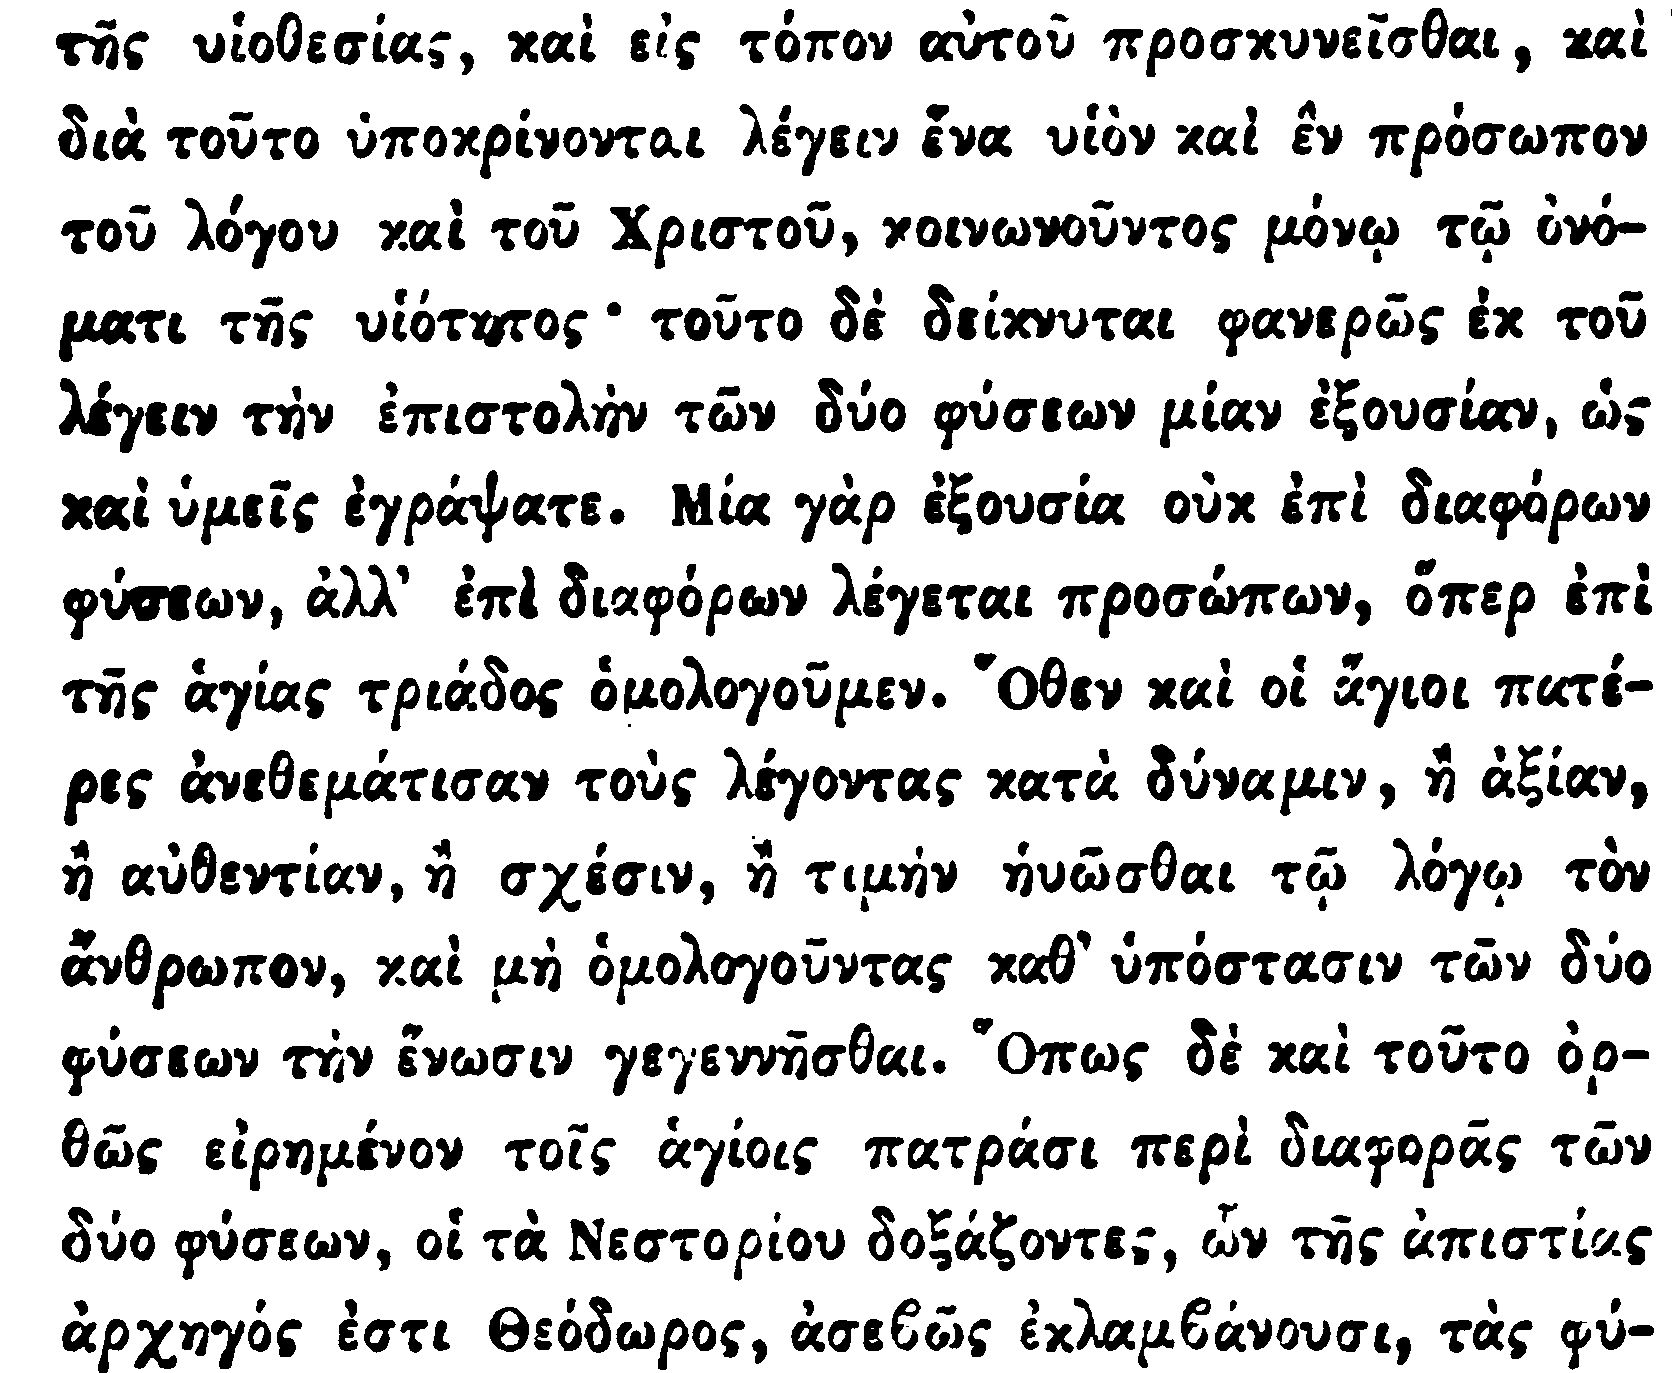 τῆς υἱοθεσίας, καὶ εἰς τόπον αὐτοῦ προσκυνεῖσθαι, καὶ
διὰ τοῦτο ὑποκρίνονται λέγειν ἕνα υἱὸν καὶ ἓν πρόσωπον
τοῦ λόγου καὶ τοῦ Χριστοῦ, κοινωνοῦντος μόνῳ τῷ ὀνό-
ματι τῆς υἱότητος · τοῦτο δὲ δείκνυται φανερῶς ἐκ τοῦ
λέγειν τὴν ἐπιστολὴν τῶν δύο φύσεων μίαν ἐξουσίαν, ὡς
καὶ ὑμεῖς ἐγράψατε. Μία γὰρ ἐξουσία οὐκ ἐπὶ διαφόρων
φύσεων, ἀλλ’ ἐπὶ διαφόρων λέγεται προσώπων, ὅπερ ἐπὶ
τῆς ἁγίας τριάδος ὁμολογοῦμεν. Ὅθεν καὶ οἱ ἅγιοι πατέ-
ρες ἀνεθεμάτισαν τοὺς λέγοντας κατὰ δύναμιν, ἢ ἀξίαν,
ἢ αὐθεντίαν, ἢ σχέσιν, ἢ τιμὴν ἡνῶσθαι τῷ λόγῳ τὸν
ἄνθρωπον, καὶ μὴ ὁμολογοῦντας καθ’ ὑπόστασιν τῶν δύο
φύσεων τὴν ἕνωσιν γεγεννῆσθαι. Ὅπως δὲ καὶ τοῦτο ὀρ-
θῶς εἰρημένον τοῖς ἁγίοις πατράσι περὶ διαφορᾶς τῶν
δύο φύσεων, οἱ τὰ Νεστορίου δοξάζοντες, ὧν τῆς ἀπιστίας
ἀρχηγός ἐστι Θεόδωρος, ἀσεϐῶς ἐκλαμϐάνουσι, τὰς φύ-